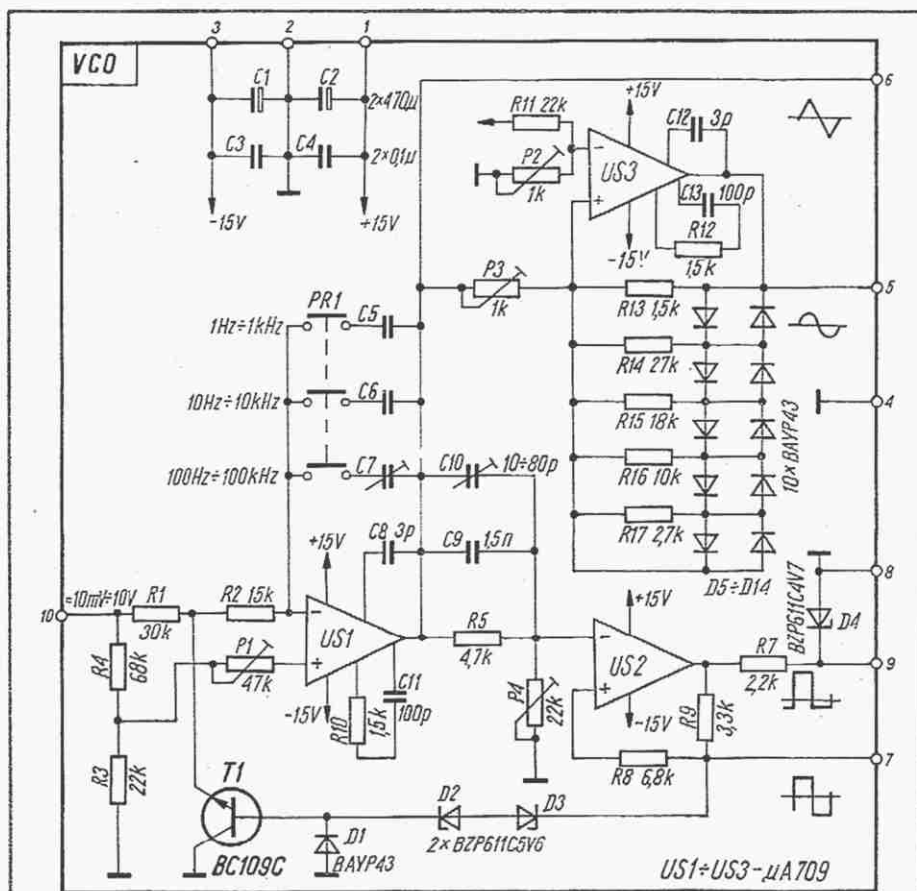 3 2 1
VCO
C1 C2 2×470µ
C3 C4 2×0,1µ
-15V +15V
6
R11 22k
+15V
C12 3p
P2
1k
US3
-15V
C13 100p
R12
1,5k
P3
1k
5
R13 1,5k
R14 27k
R15 18k
R16 10k
R17 2,7k
4
10×BAYP43
D5÷D14
PR1
1Hz÷1kHz
C5
10Hz÷10kHz
C6
100Hz÷100kHz
C7
C10 10÷80p
C8 3p
C9 1,5n
+15V
10
=10mV÷10V
R1
30k
R2 15k
US1
R4
68k
P1
47k
-15V
R10
1,5k
C11
100p
R5
4,7k
P4
22k
+15V
US2
-15V
8
BZP611C4V7
D4
R7
2,2k
9
R9
3,3k
R8 6,8k
7
R3
22k
T1
BC109C
D1
BAYP43
D2 D3
2×BZP611C5V6
US1÷US3-µA709